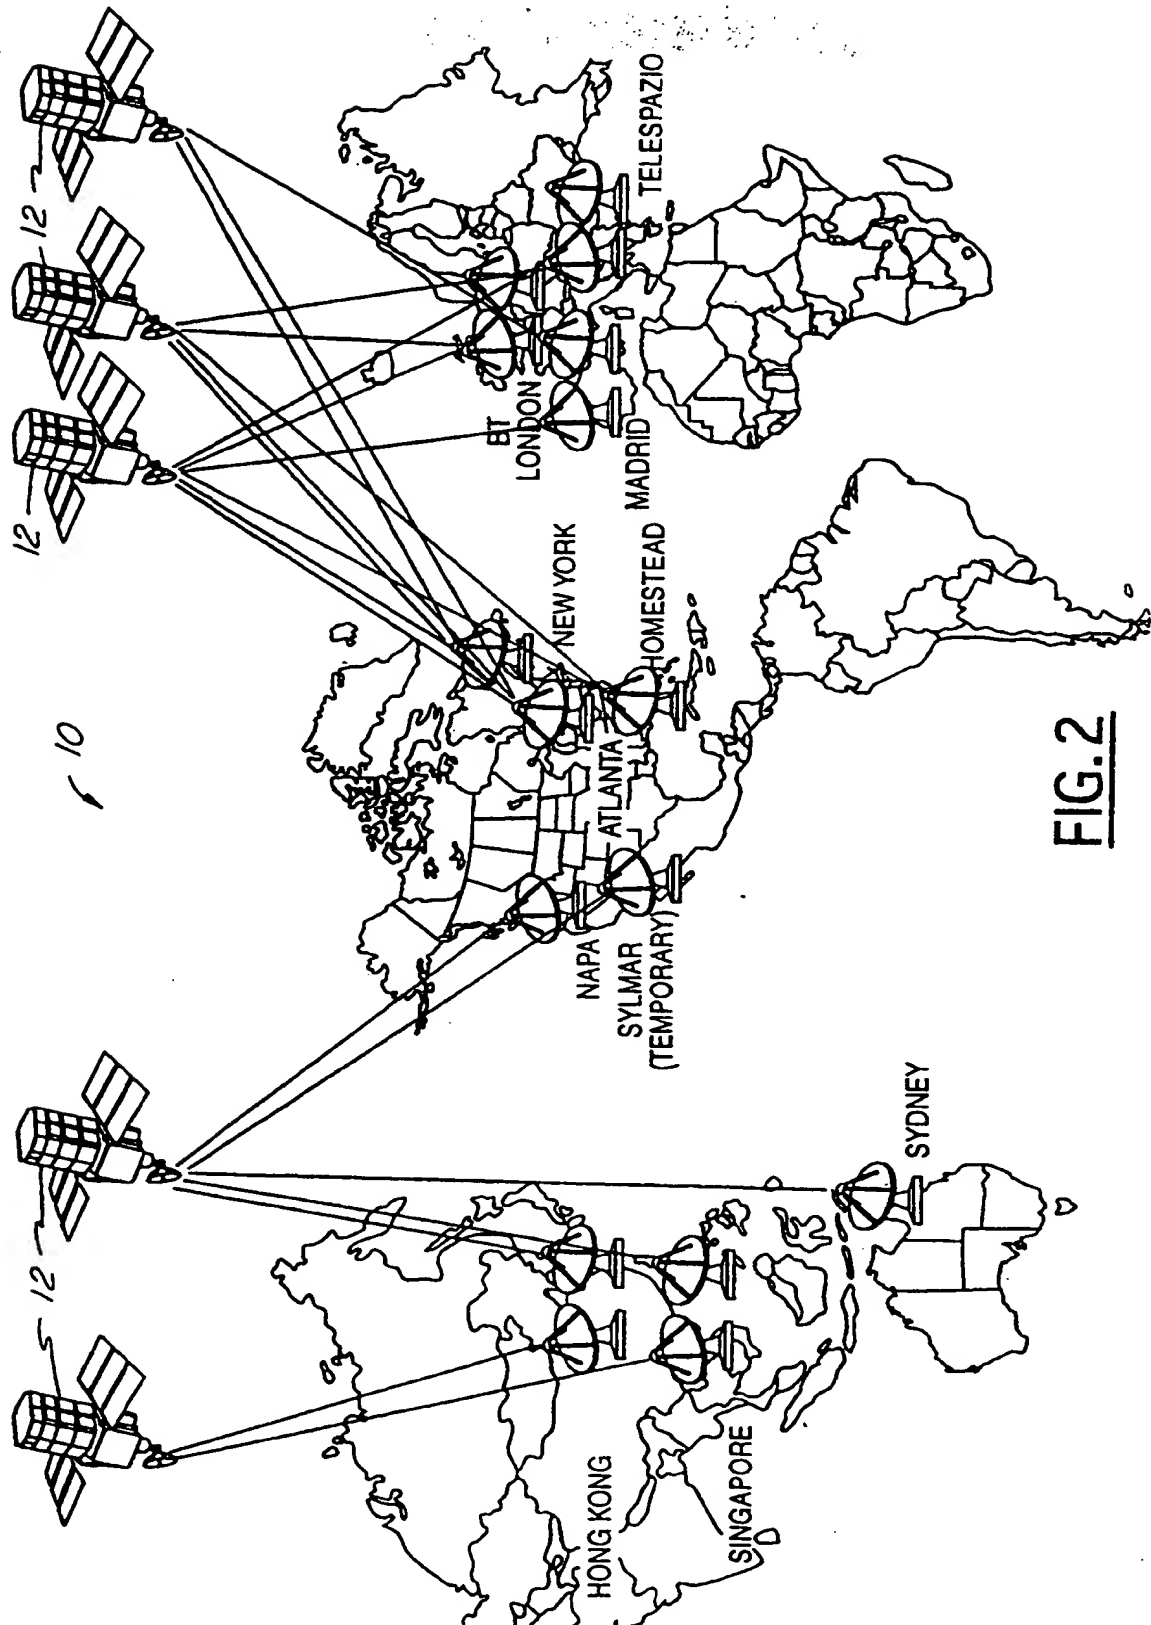 12
12
12
12
12
10
HONG KONG
SINGAPORE
SYDNEY
NAPA
SYLMAR
(TEMPORARY)
ATLANTA
NEW YORK
HOMESTEAD
BT
LONDON
MADRID
TELESPAZIO
FIG.2